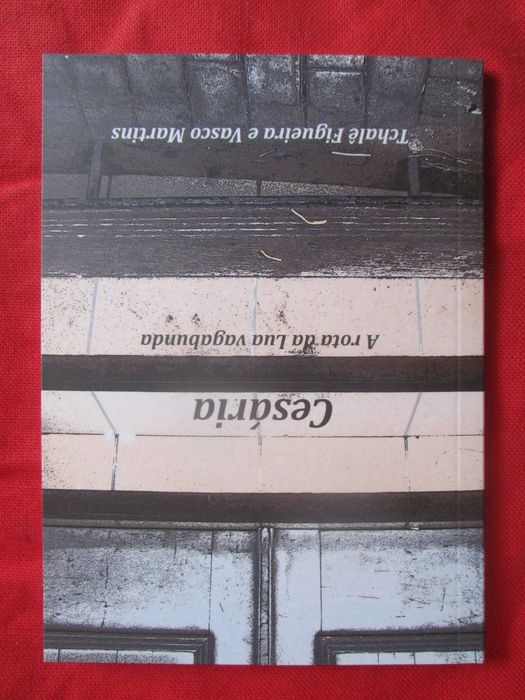 Cesária
A rota da Lua vagabunda
Tchalê Figueira e Vasco Martins